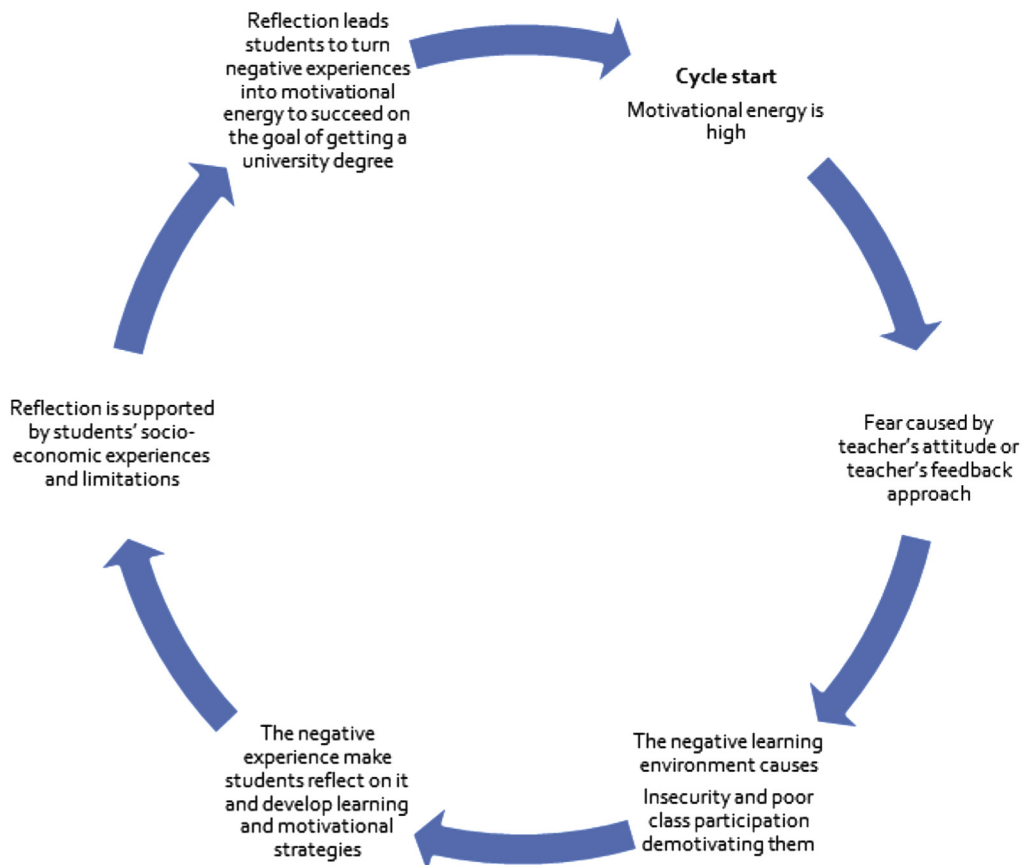 Reflection leads
students to turn
negative experiences
into motivational
energy to succeed on
the goal of getting a
university degree
Cycle start
Motivational energy is
high
Fear caused by
teacher's attitude or
teacher's feedback
approach
The negative learning
environment causes
Insecurity and poor
class participation
demotivating them
The negative
experience make
students reflect on it
and develop learning
and motivational
strategies
Reflection is supported
by students' socio-
economic experiences
and limitations